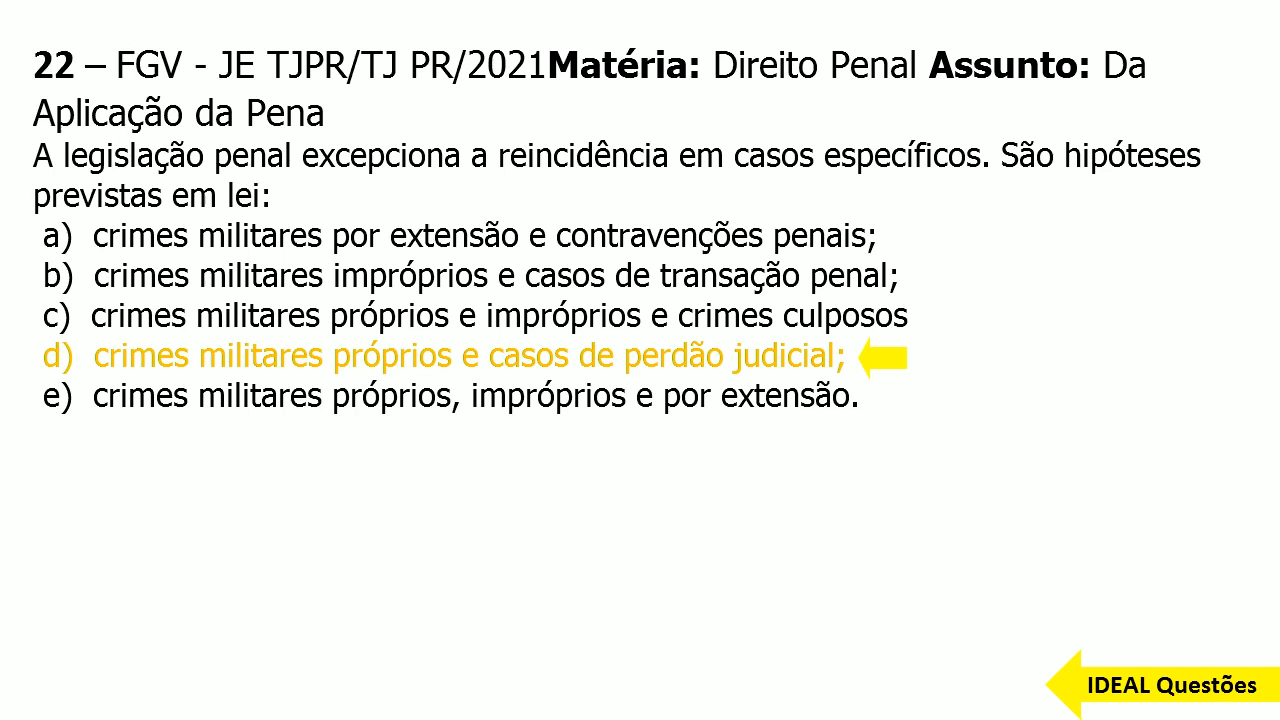 22 – FGV - JE TJPR/TJ PR/2021Matéria: Direito Penal Assunto: Da
Aplicação da Pena
A legislação penal excepciona a reincidência em casos específicos. São hipóteses
previstas em lei:
a) crimes militares por extensão e contravenções penais;
b) crimes militares impróprios e casos de transação penal;
c) crimes militares próprios e impróprios e crimes culposos
d) crimes militares próprios e casos de perdão judicial;
e) crimes militares próprios, impróprios e por extensão.
IDEAL Questões